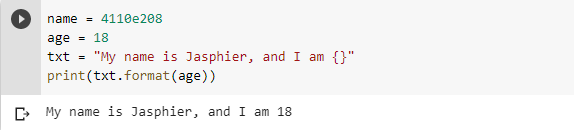 name = 4110e208
age = 18
txt = "My name is Jasphier, and I am {}"
print(txt.format(age))
My name is Jasphier, and I am 18